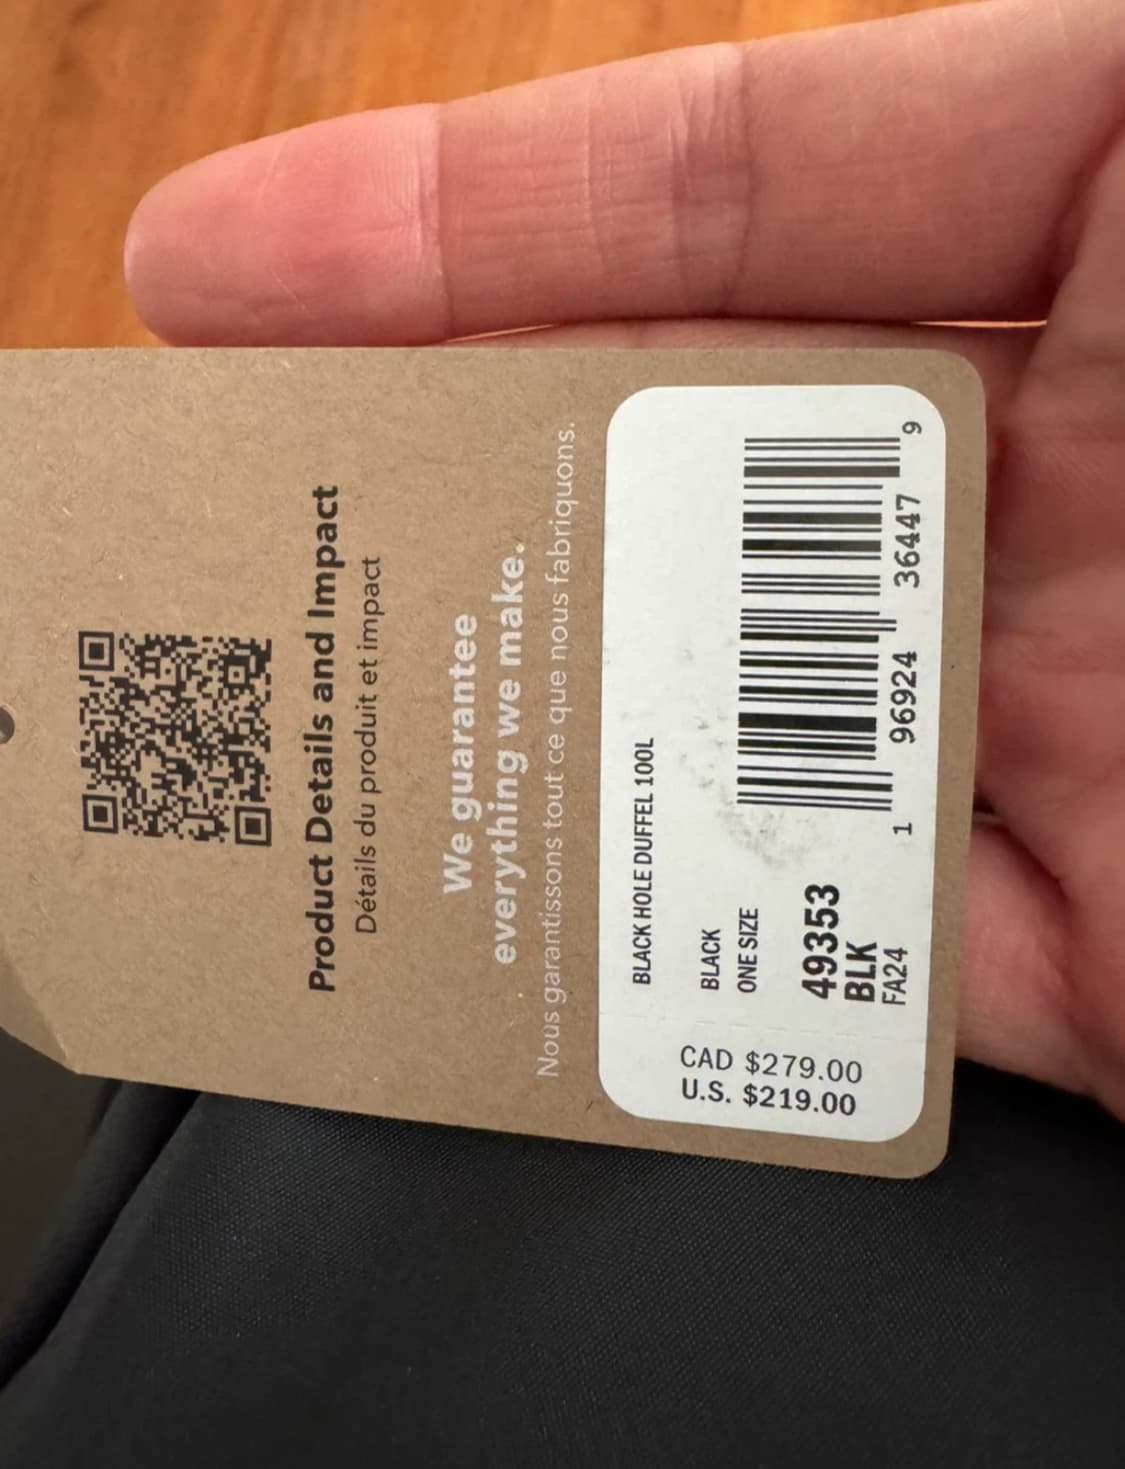 Product Details and Impact
Détails du produit et impact
We guarantee
everything we make.
Nous garantissons tout ce que nous fabriquons.
BLACK HOLE DUFFEL 100L
BLACK
ONE SIZE
49353
BLK
FA24
1 96924 36447 9
CAD $279.00
U.S. $219.00